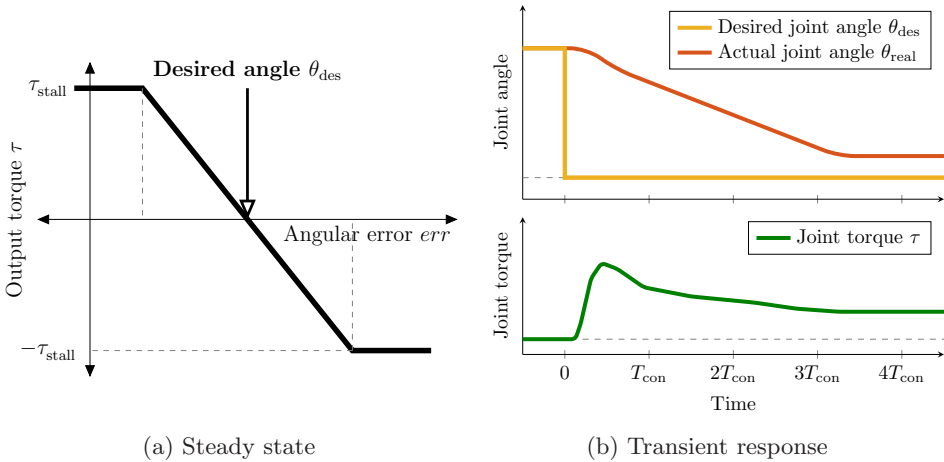 Desired angle θdes
τstall
Output torque τ
Angular error err
−τstall
(a) Steady state
Desired joint angle θdes
Actual joint angle θreal
Joint angle
Joint torque τ
Joint torque
0 Tcon 2Tcon 3Tcon 4Tcon
Time
(b) Transient response